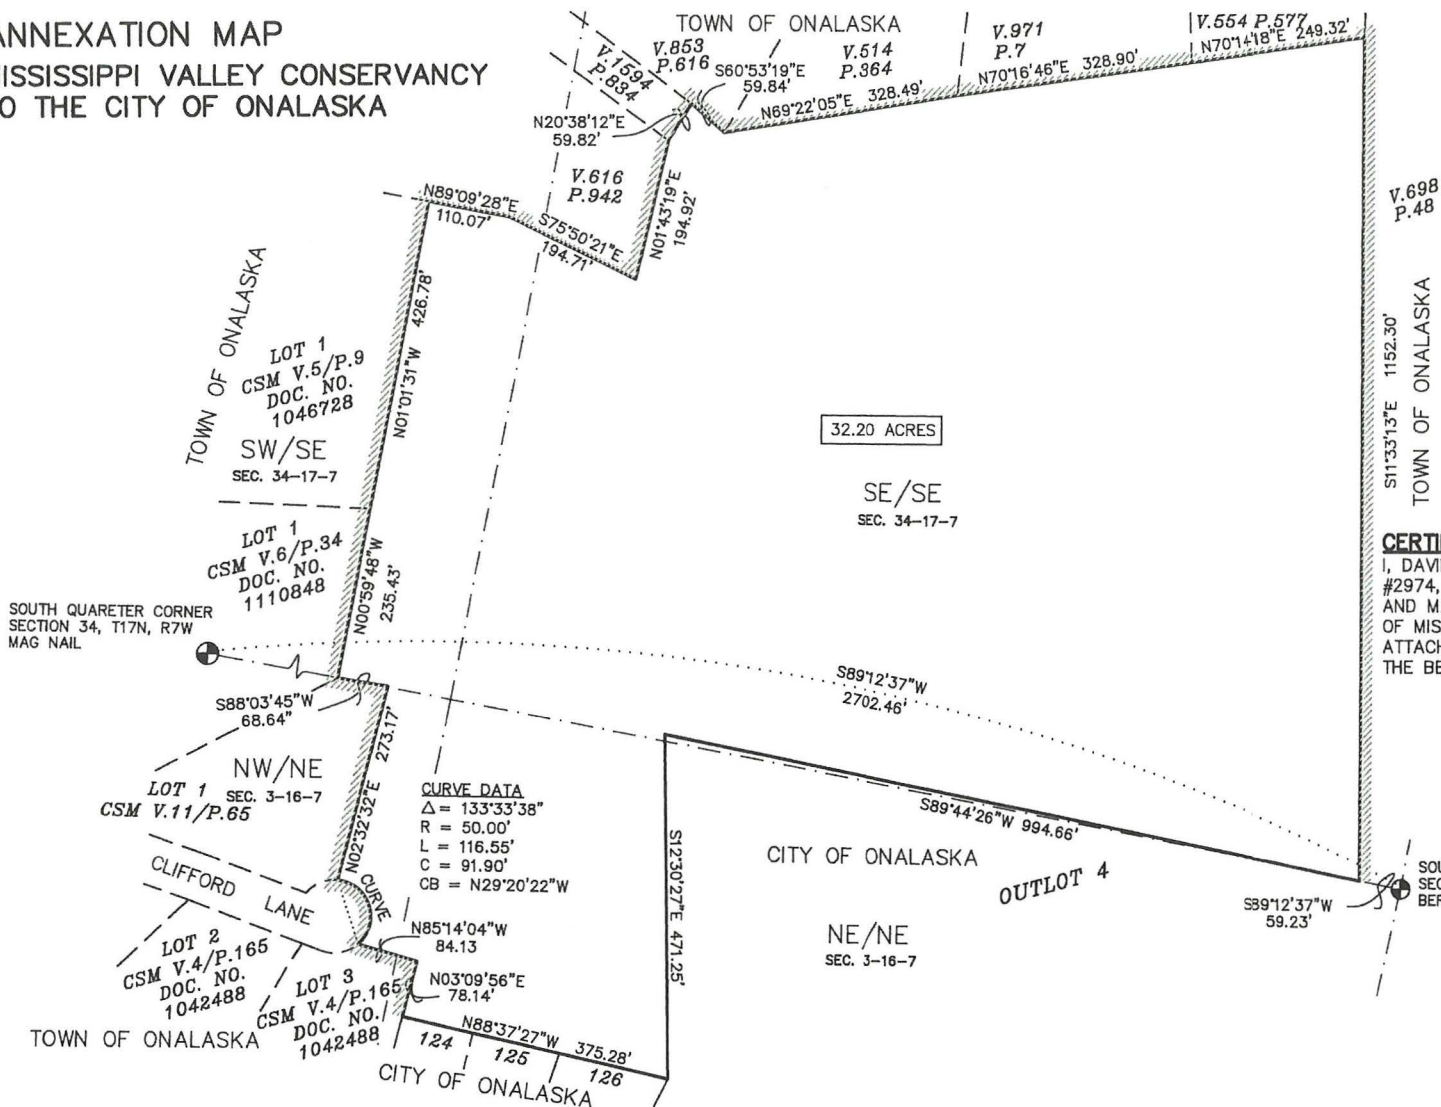 ANNEXATION MAP
MISSISSIPPI VALLEY CONSERVANCY
TO THE CITY OF ONALASKA
TOWN OF ONALASKA
V.1594
P.834
V.853
P.616
S60°53'19"E
59.84'
V.514
P.364
V.971
P.7
V.554 P.577
N70°14'18"E 249.32'
N70°16'46"E 328.90'
N69°22'05"E 328.49'
N20°38'12"E
59.82'
V.616
P.942
N01°43'19"E
194.92'
N89°09'28"E
110.07'
S75°50'21"E
194.71'
V.698
P.48
TOWN OF ONALASKA
N01°01'31"W 426.78'
LOT 1
CSM V.5/P.9
DOC. NO.
1046728
SW/SE
SEC. 34-17-7
32.20 ACRES
SE/SE
SEC. 34-17-7
S11°33'13"E 1152.30'
TOWN OF ONALASKA
LOT 1
CSM V.6/P.34
DOC. NO.
1110848
N00°59'48"W
235.43'
SOUTH QUARETER CORNER
SECTION 34, T17N, R7W
MAG NAIL
I, DAVI
#2974,
AND M
OF MIS
ATTACH
THE BE
S89°12'37"W
2702.46'
S88°03'45"W
68.64"
N02°32'32"E 273.17'
NW/NE
SEC. 3-16-7
LOT 1
CSM V.11/P.65
CURVE DATA
Δ = 133°33'38"
R = 50.00'
L = 116.55'
C = 91.90'
CB = N29°20'22"W
CLIFFORD LANE
CURVE
S89°44'26"W 994.66'
S12°30'27"E 471.25'
CITY OF ONALASKA
OUTLOT 4
NE/NE
SEC. 3-16-7
S89°12'37"W
59.23'
SOU
SEC
BER
N85°14'04"W
84.13
N03°09'56"E
78.14'
LOT 2
CSM V.4/P.165
DOC. NO.
1042488
LOT 3
CSM V.4/P.165
DOC. NO.
1042488
TOWN OF ONALASKA
N88°37'27"W 375.28'
124
125
126
CITY OF ONALASKA